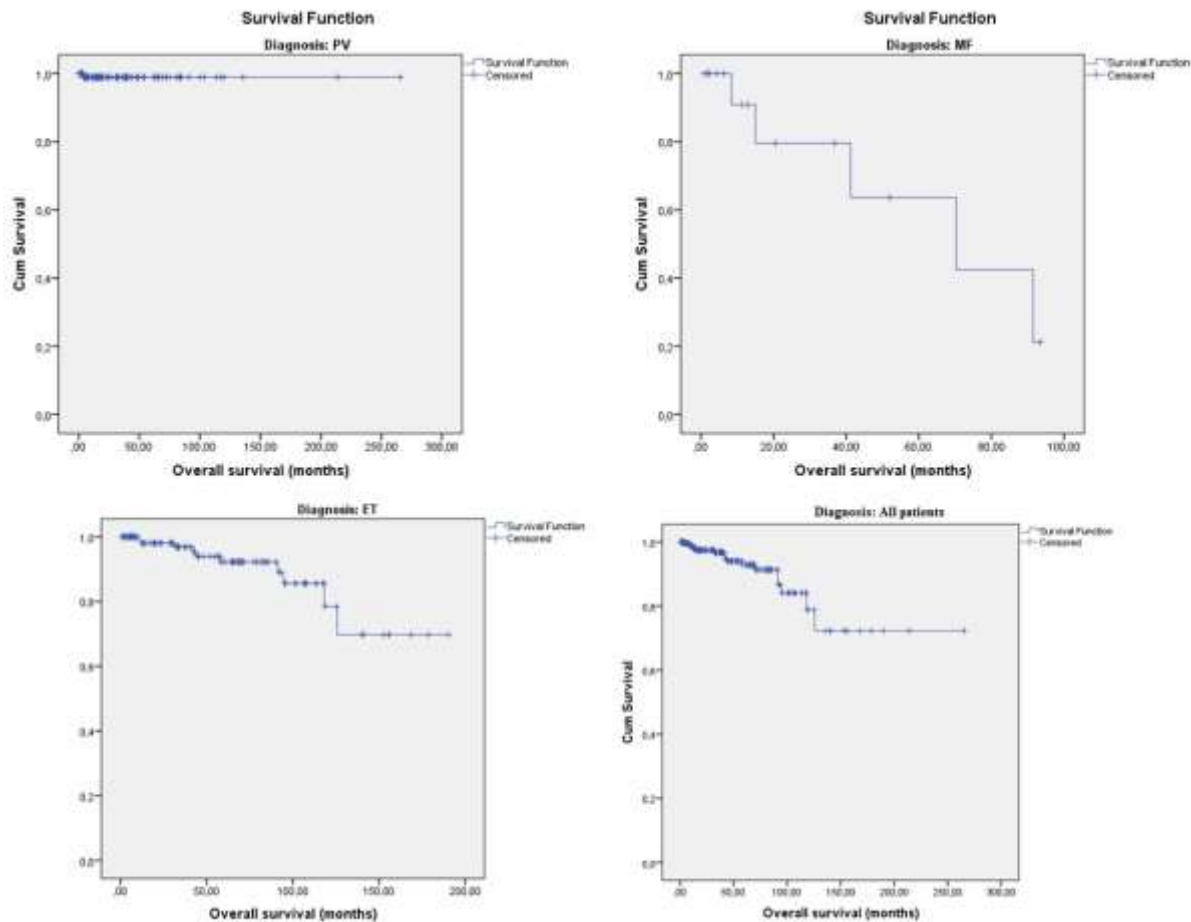 Survival Function
Diagnosis: PV
Survival Function
Censored
Cum Survival
1,0
0,8
0,6
0,4
0,2
0,0
,00 50,00 100,00 150,00 200,00 250,00 300,00
Overall survival (months)
Survival Function
Diagnosis: MF
Survival Function
Censored
Cum Survival
1,0
0,8
0,6
0,4
0,2
0,0
,00 20,00 40,00 60,00 80,00 100,00
Overall survival (months)
Diagnosis: ET
Survival Function
Censored
1,0
0,8
0,6
0,4
0,2
0,0
,00 50,00 100,00 150,00 200,00
Overall survival (months)
Diagnosis: All patients
Survival Function
Censored
Cum Survival
1,0
0,8
0,6
0,4
0,2
0,0
,00 50,00 100,00 150,00 200,00 250,00 300,00
Overall survival (months)